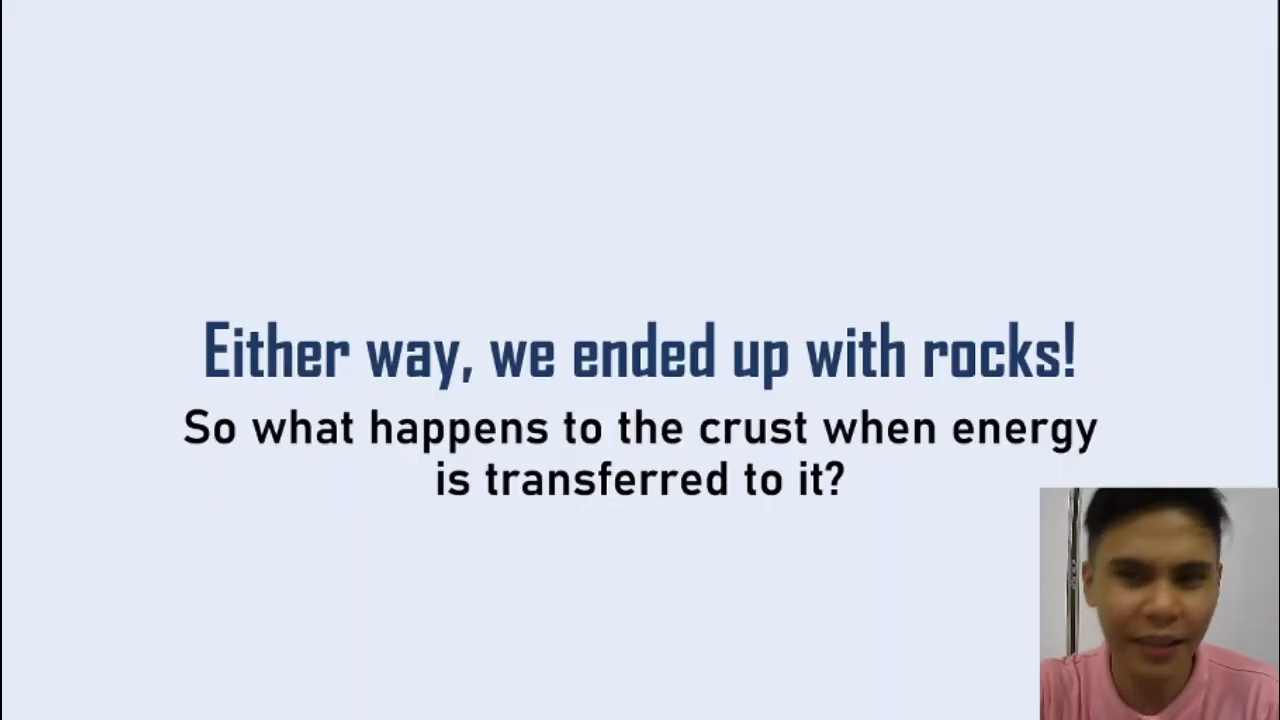 Either way, we ended up with rocks!
So what happens to the crust when energy
is transferred to it?